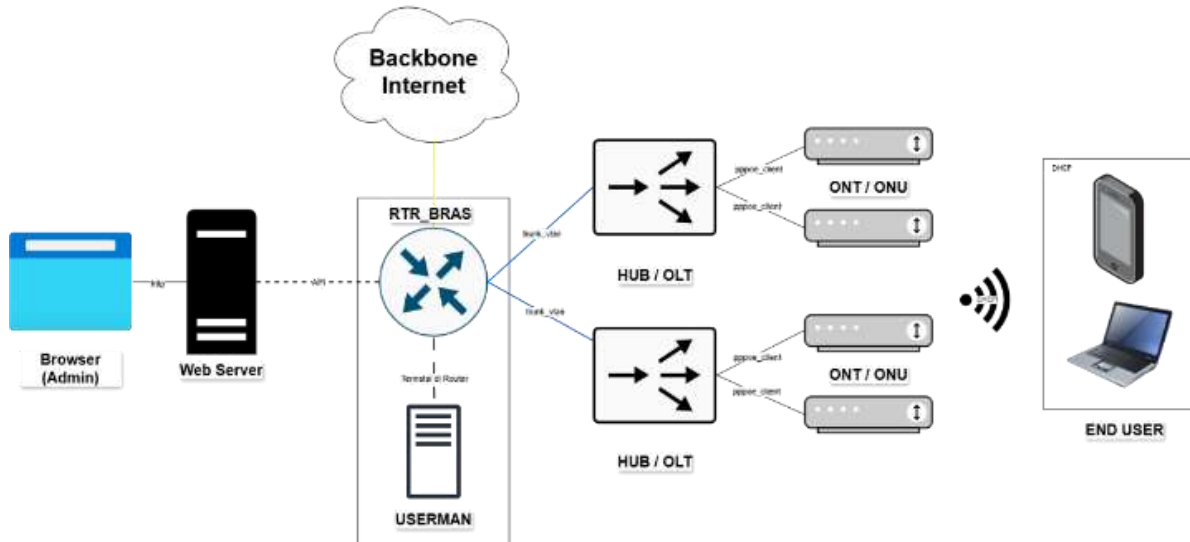 Backbone
Internet
RTR_BRAS
Browser
(Admin)
http
Web Server
API
Terinstal di Router
USERMAN
trunk_vlan
trunk_vlan
HUB / OLT
HUB / OLT
pppoe_client
pppoe_client
ONT / ONU
pppoe_client
pppoe_client
ONT / ONU
DHCP
DHCP
END USER